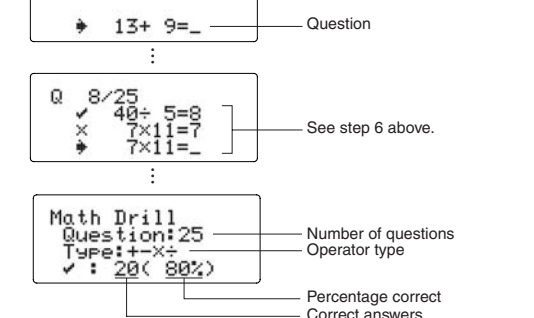 ➧ 13+ 9=_
Question
Q 8/25
✓ 40÷ 5=8
× 7×11=7
➧ 7×11=_
See step 6 above.
Math Drill
Question:25
Type:+-×÷
✓ : 20( 80%)
Number of questions
Operator type
Percentage correct
Correct answers